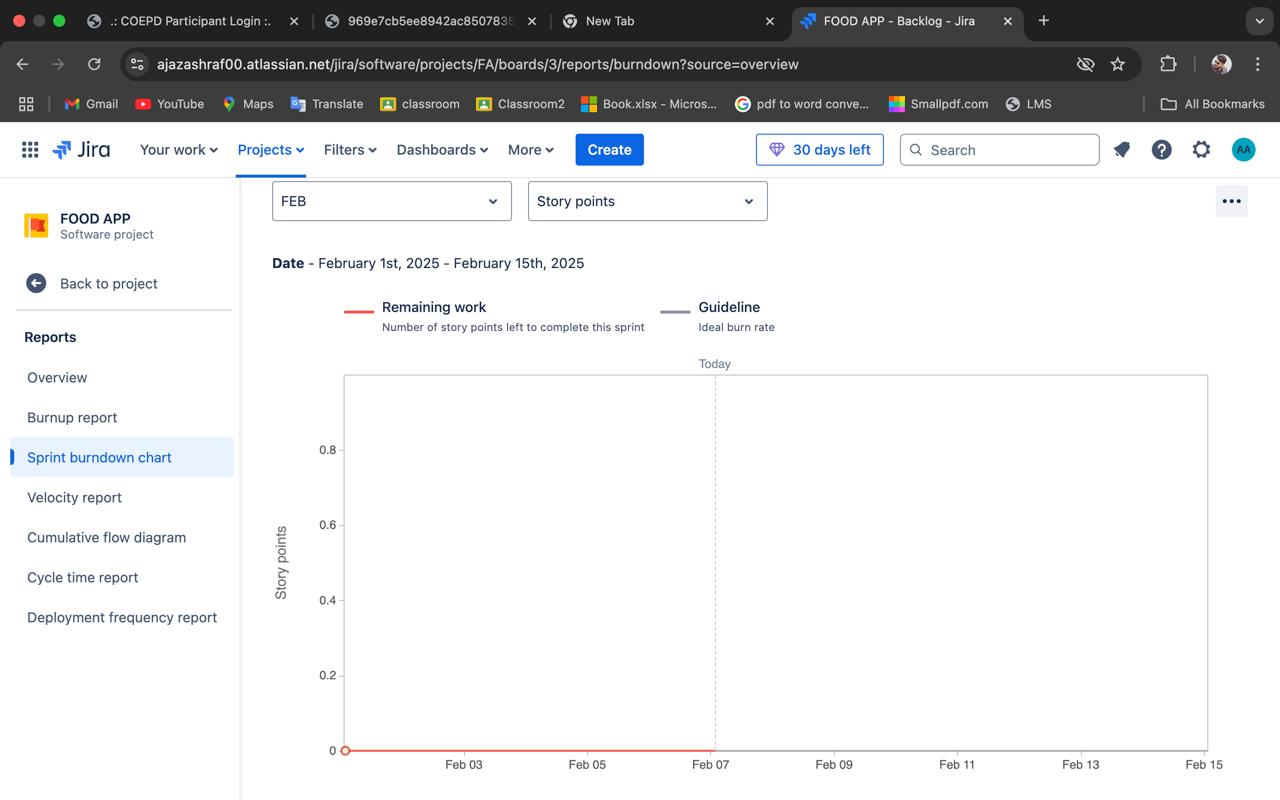 .: COEPD Participant Login :.
969e7cb5ee8942ac8507835
New Tab
FOOD APP - Backlog - Jira
ajazashraf00.atlassian.net/jira/software/projects/FA/boards/3/reports/burndown?source=overview
Gmail
YouTube
Maps
Translate
classroom
Classroom2
Book.xlsx - Micros...
pdf to word conve...
Smallpdf.com
LMS
All Bookmarks
Jira
Your work
Projects
Filters
Dashboards
More
Create
30 days left
Search
AA
FOOD APP
Software project
Back to project
Reports
Overview
Burnup report
Sprint burndown chart
Velocity report
Cumulative flow diagram
Cycle time report
Deployment frequency report
FEB
Story points
Date - February 1st, 2025 - February 15th, 2025
Remaining work
Number of story points left to complete this sprint
Guideline
Ideal burn rate
Today
Story points
0.8
0.6
0.4
0.2
0
Feb 03
Feb 05
Feb 07
Feb 09
Feb 11
Feb 13
Feb 15